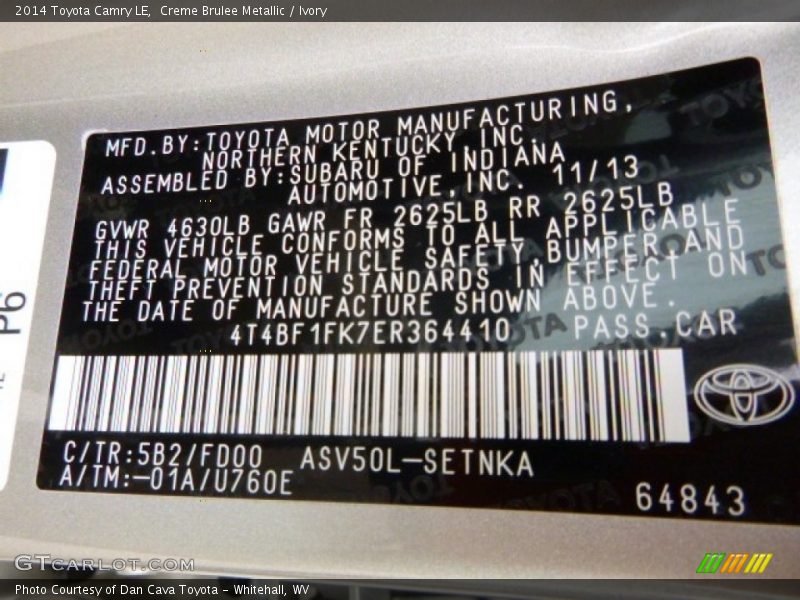 2014 Toyota Camry LE,  Creme Brulee Metallic / Ivory
MFD.BY:TOYOTA MOTOR MANUFACTURING,
NORTHERN KENTUCKY INC.
ASSEMBLED BY:SUBARU OF INDIANA
AUTOMOTIVE,INC. 11/13
GVWR 4630LB GAWR FR 2625LB RR 2625LB
THIS VEHICLE CONFORMS TO ALL APPLICABLE
FEDERAL MOTOR VEHICLE SAFETY,BUMPER,AND
THEFT PREVENTION STANDARDS IN EFFECT ON
THE DATE OF MANUFACTURE SHOWN ABOVE.
4T4BF1FK7ER364410 PASS.CAR
P6
C/TR:5B2/FD00 ASV50L-SETNKA
A/TM:-01A/U760E
64843
GTCARLOT.COM
Photo Courtesy of Dan Cava Toyota - Whitehall, WV